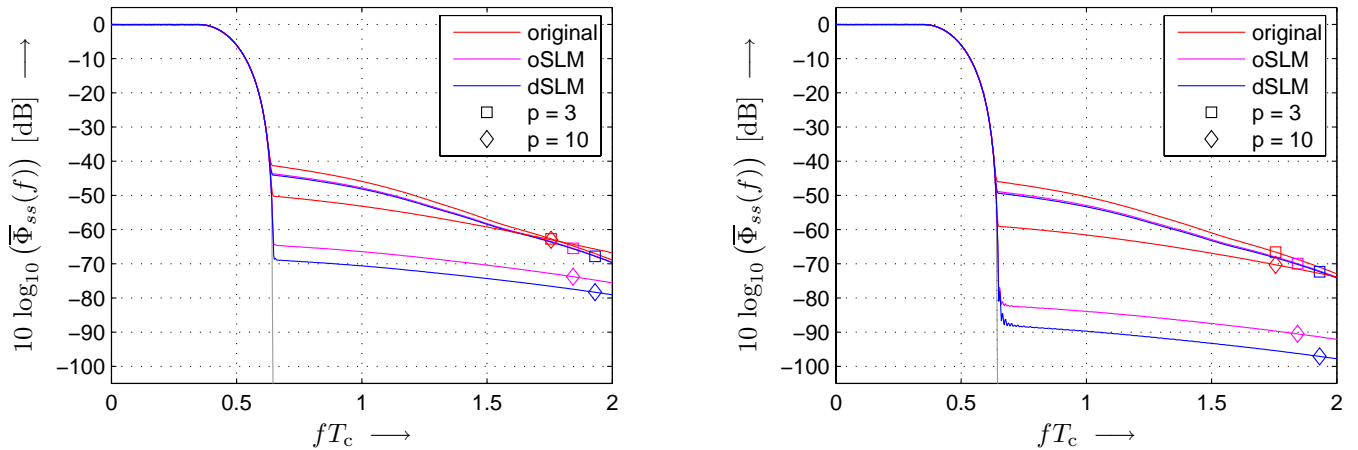 0
−10
−20
−30
−40
−50
−60
−70
−80
−90
−100
0 0.5 1 1.5 2
10 log10 (Φ̅ss(f)) [dB] ⟶
fTc ⟶
original
oSLM
dSLM
p = 3
p = 10
0
−10
−20
−30
−40
−50
−60
−70
−80
−90
−100
0 0.5 1 1.5 2
10 log10 (Φ̅ss(f)) [dB] ⟶
fTc ⟶
original
oSLM
dSLM
p = 3
p = 10